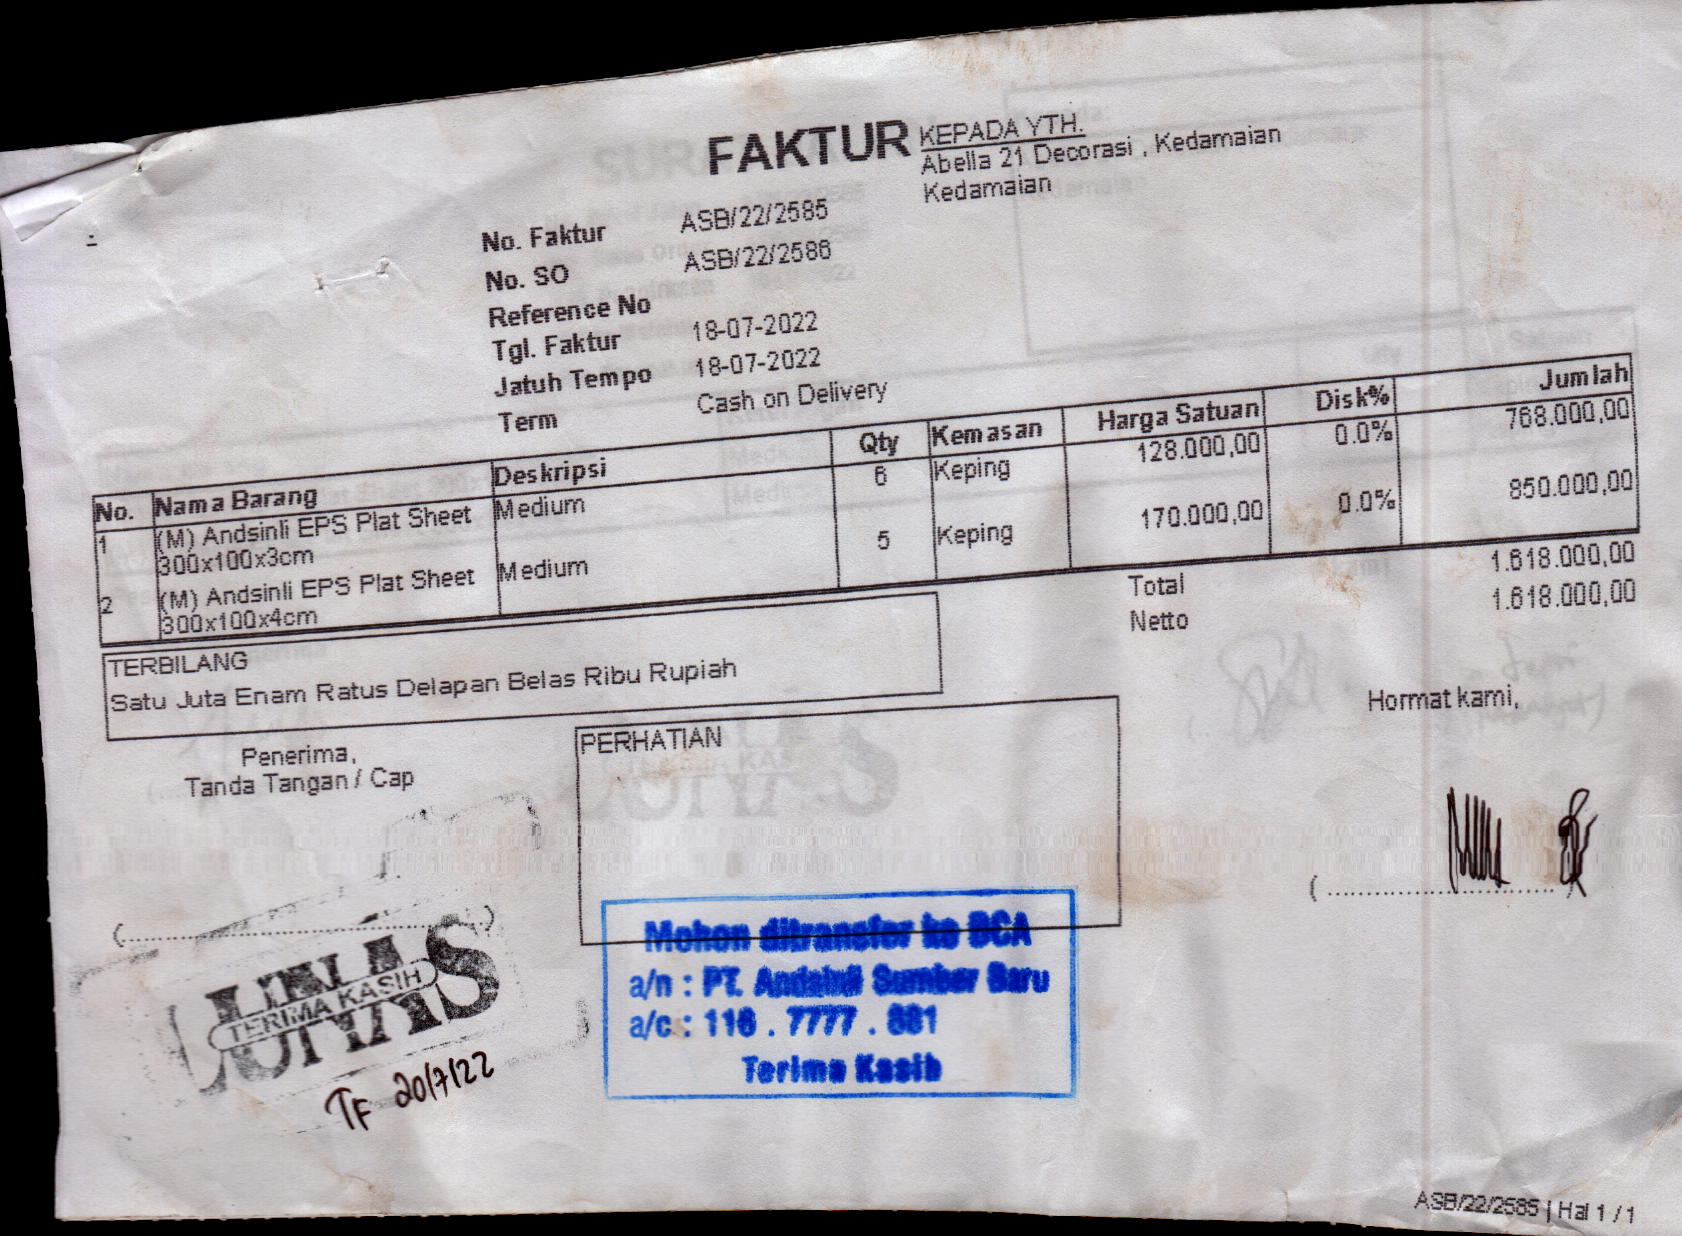 FAKTUR
KEPADA YTH.
Abella 21 Decorasi , Kedamaian
Kedamaian
No. Faktur ASB/22/2585
No. SO ASB/22/2586
Reference No
Tgl. Faktur 18-07-2022
Jatuh Tempo 18-07-2022
Term Cash on Delivery
No. Nama Barang Deskripsi Qty Kemasan Harga Satuan Disk% Jumlah
1 (M) Andsinli EPS Plat Sheet Medium 6 Keping 128.000,00 0.0% 768.000,00
300x100x3cm
2 (M) Andsinli EPS Plat Sheet Medium 5 Keping 170.000,00 0.0% 850.000,00
300x100x4cm
Total 1.618.000,00
Netto 1.618.000,00
TERBILANG
Satu Juta Enam Ratus Delapan Belas Ribu Rupiah
Penerima,
Tanda Tangan / Cap
PERHATIAN
Hormat kami,
(..............................)
(..............................
LUNAS
TERIMA KASIH
TF 20/7/22
Mohon ditransfer ke BCA
a/n : PT. Andsinli Sumber Baru
a/c : 116 . 7777 . 881
Terima Kasih
ASB/22/2585 | Hal 1 / 1